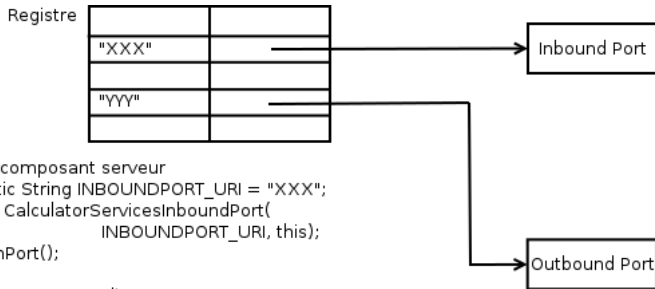 Registre
"XXX"
Inbound Port
"YYY"
composant serveur
tic String INBOUNDPORT_URI = "XXX";
CalculatorServicesInboundPort(
INBOUNDPORT_URI, this);
nPort();
Outbound Port